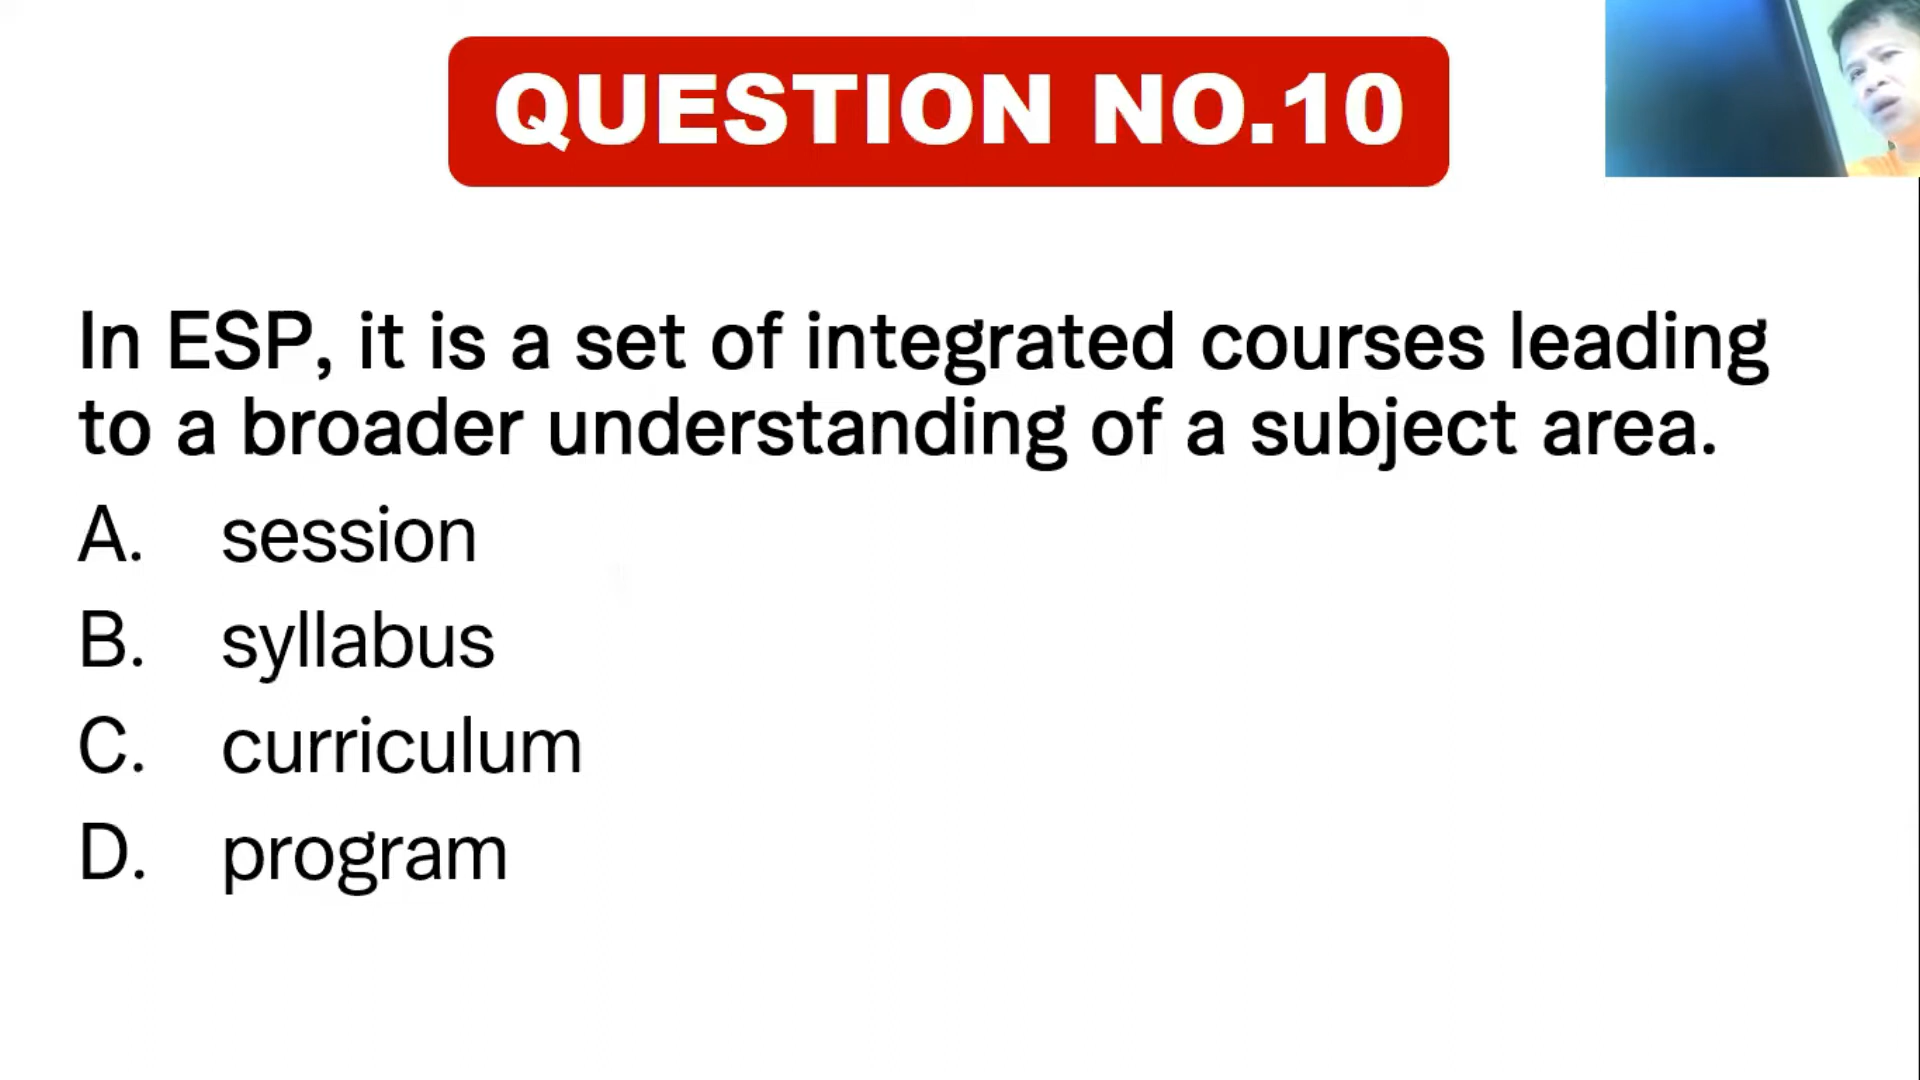 QUESTION NO.10
In ESP, it is a set of integrated courses leading
to a broader understanding of a subject area.
A. session
B. syllabus
C. curriculum
D. program